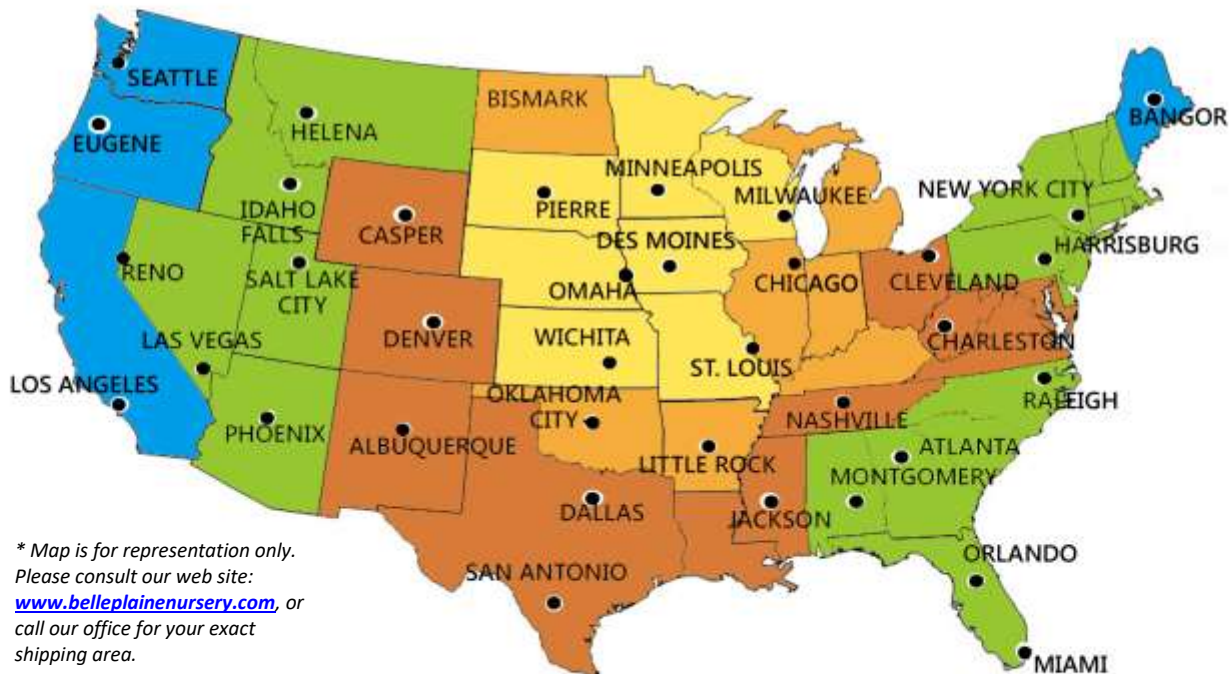 SEATTLE
BISMARK
BANGOR
EUGENE
HELENA
MINNEAPOLIS
NEW YORK CITY
MILWAUKEE
IDAHO
FALLS
CASPER
PIERRE
DES MOINES
HARRISBURG
RENO
SALT LAKE
CITY
OMAHA
CHICAGO
CLEVELAND
LAS VEGAS
DENVER
WICHITA
ST. LOUIS
CHARLESTON
LOS ANGELES
PHOENIX
ALBUQUERQUE
OKLAHOMA
CITY
NASHVILLE
RALEIGH
LITTLE ROCK
ATLANTA
MONTGOMERY
DALLAS
JACKSON
SAN ANTONIO
ORLANDO
MIAMI
* Map is for representation only.
Please consult our web site:
www.belleplainenursery.com, or
call our office for your exact
shipping area.